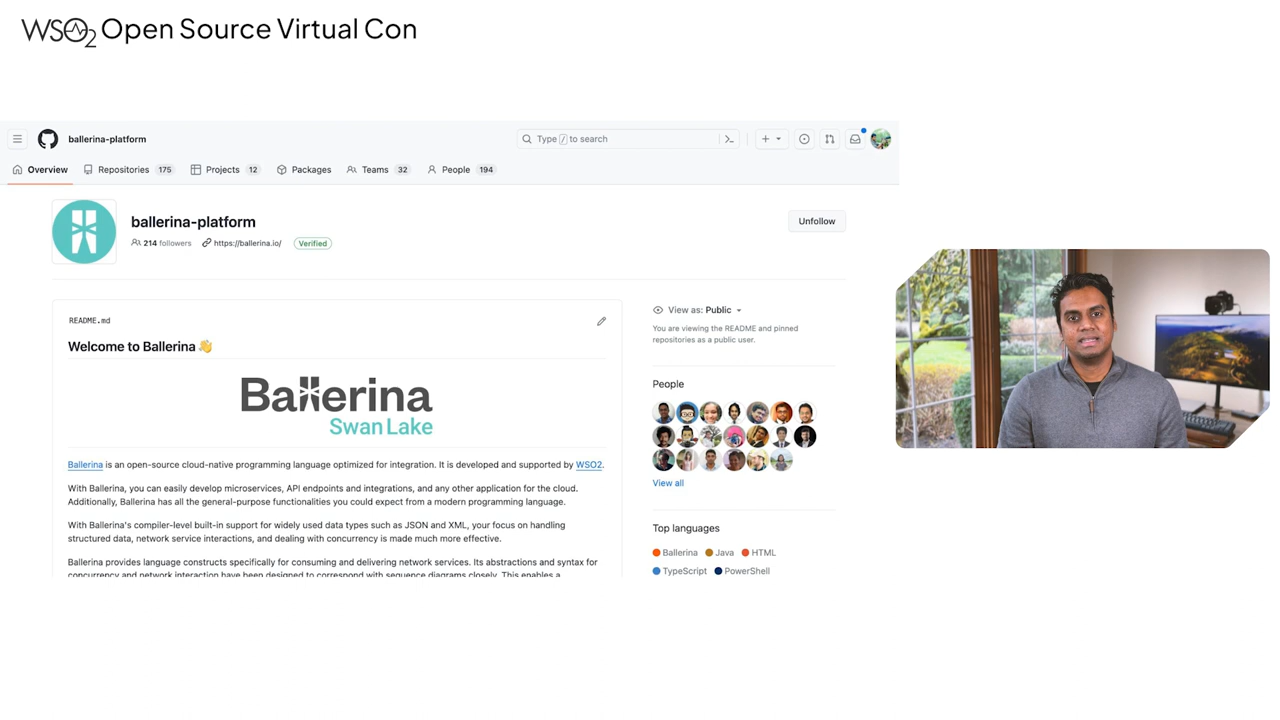 WSO2 Open Source Virtual Con
ballerina-platform
Type / to search
Overview Repositories 175 Projects 12 Packages Teams 32 People 194
ballerina-platform
Unfollow
214 followers https://ballerina.io/ Verified
README.md
Welcome to Ballerina 👋
Ballerina
Swan Lake
Ballerina is an open-source cloud-native programming language optimized for integration. It is developed and supported by WSO2.
With Ballerina, you can easily develop microservices, API endpoints and integrations, and any other application for the cloud.
Additionally, Ballerina has all the general-purpose functionalities you could expect from a modern programming language.
With Ballerina's compiler-level built-in support for widely used data types such as JSON and XML, your focus on handling
structured data, network service interactions, and dealing with concurrency is made much more effective.
Ballerina provides language constructs specifically for consuming and delivering network services. Its abstractions and syntax for
concurrency and network interaction have been designed to correspond with sequence diagrams closely. This enables a
View as: Public
You are viewing the README and pinned
repositories as a public user.
People
View all
Top languages
Ballerina Java HTML
TypeScript PowerShell